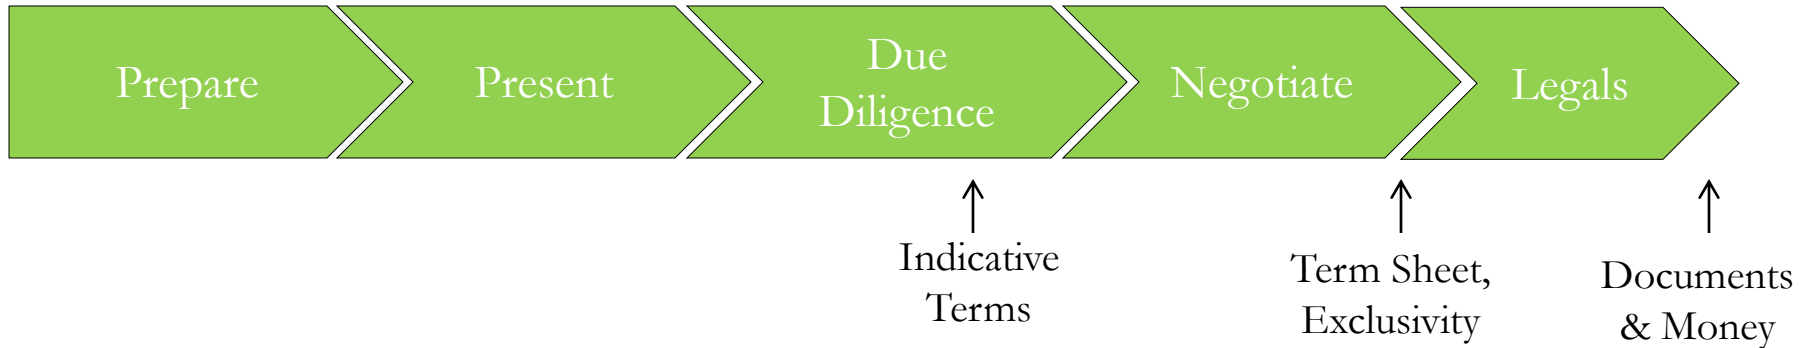 Prepare
Present
Due
Diligence
Negotiate
Legals
Indicative
Terms
Term Sheet,
Exclusivity
Documents
& Money